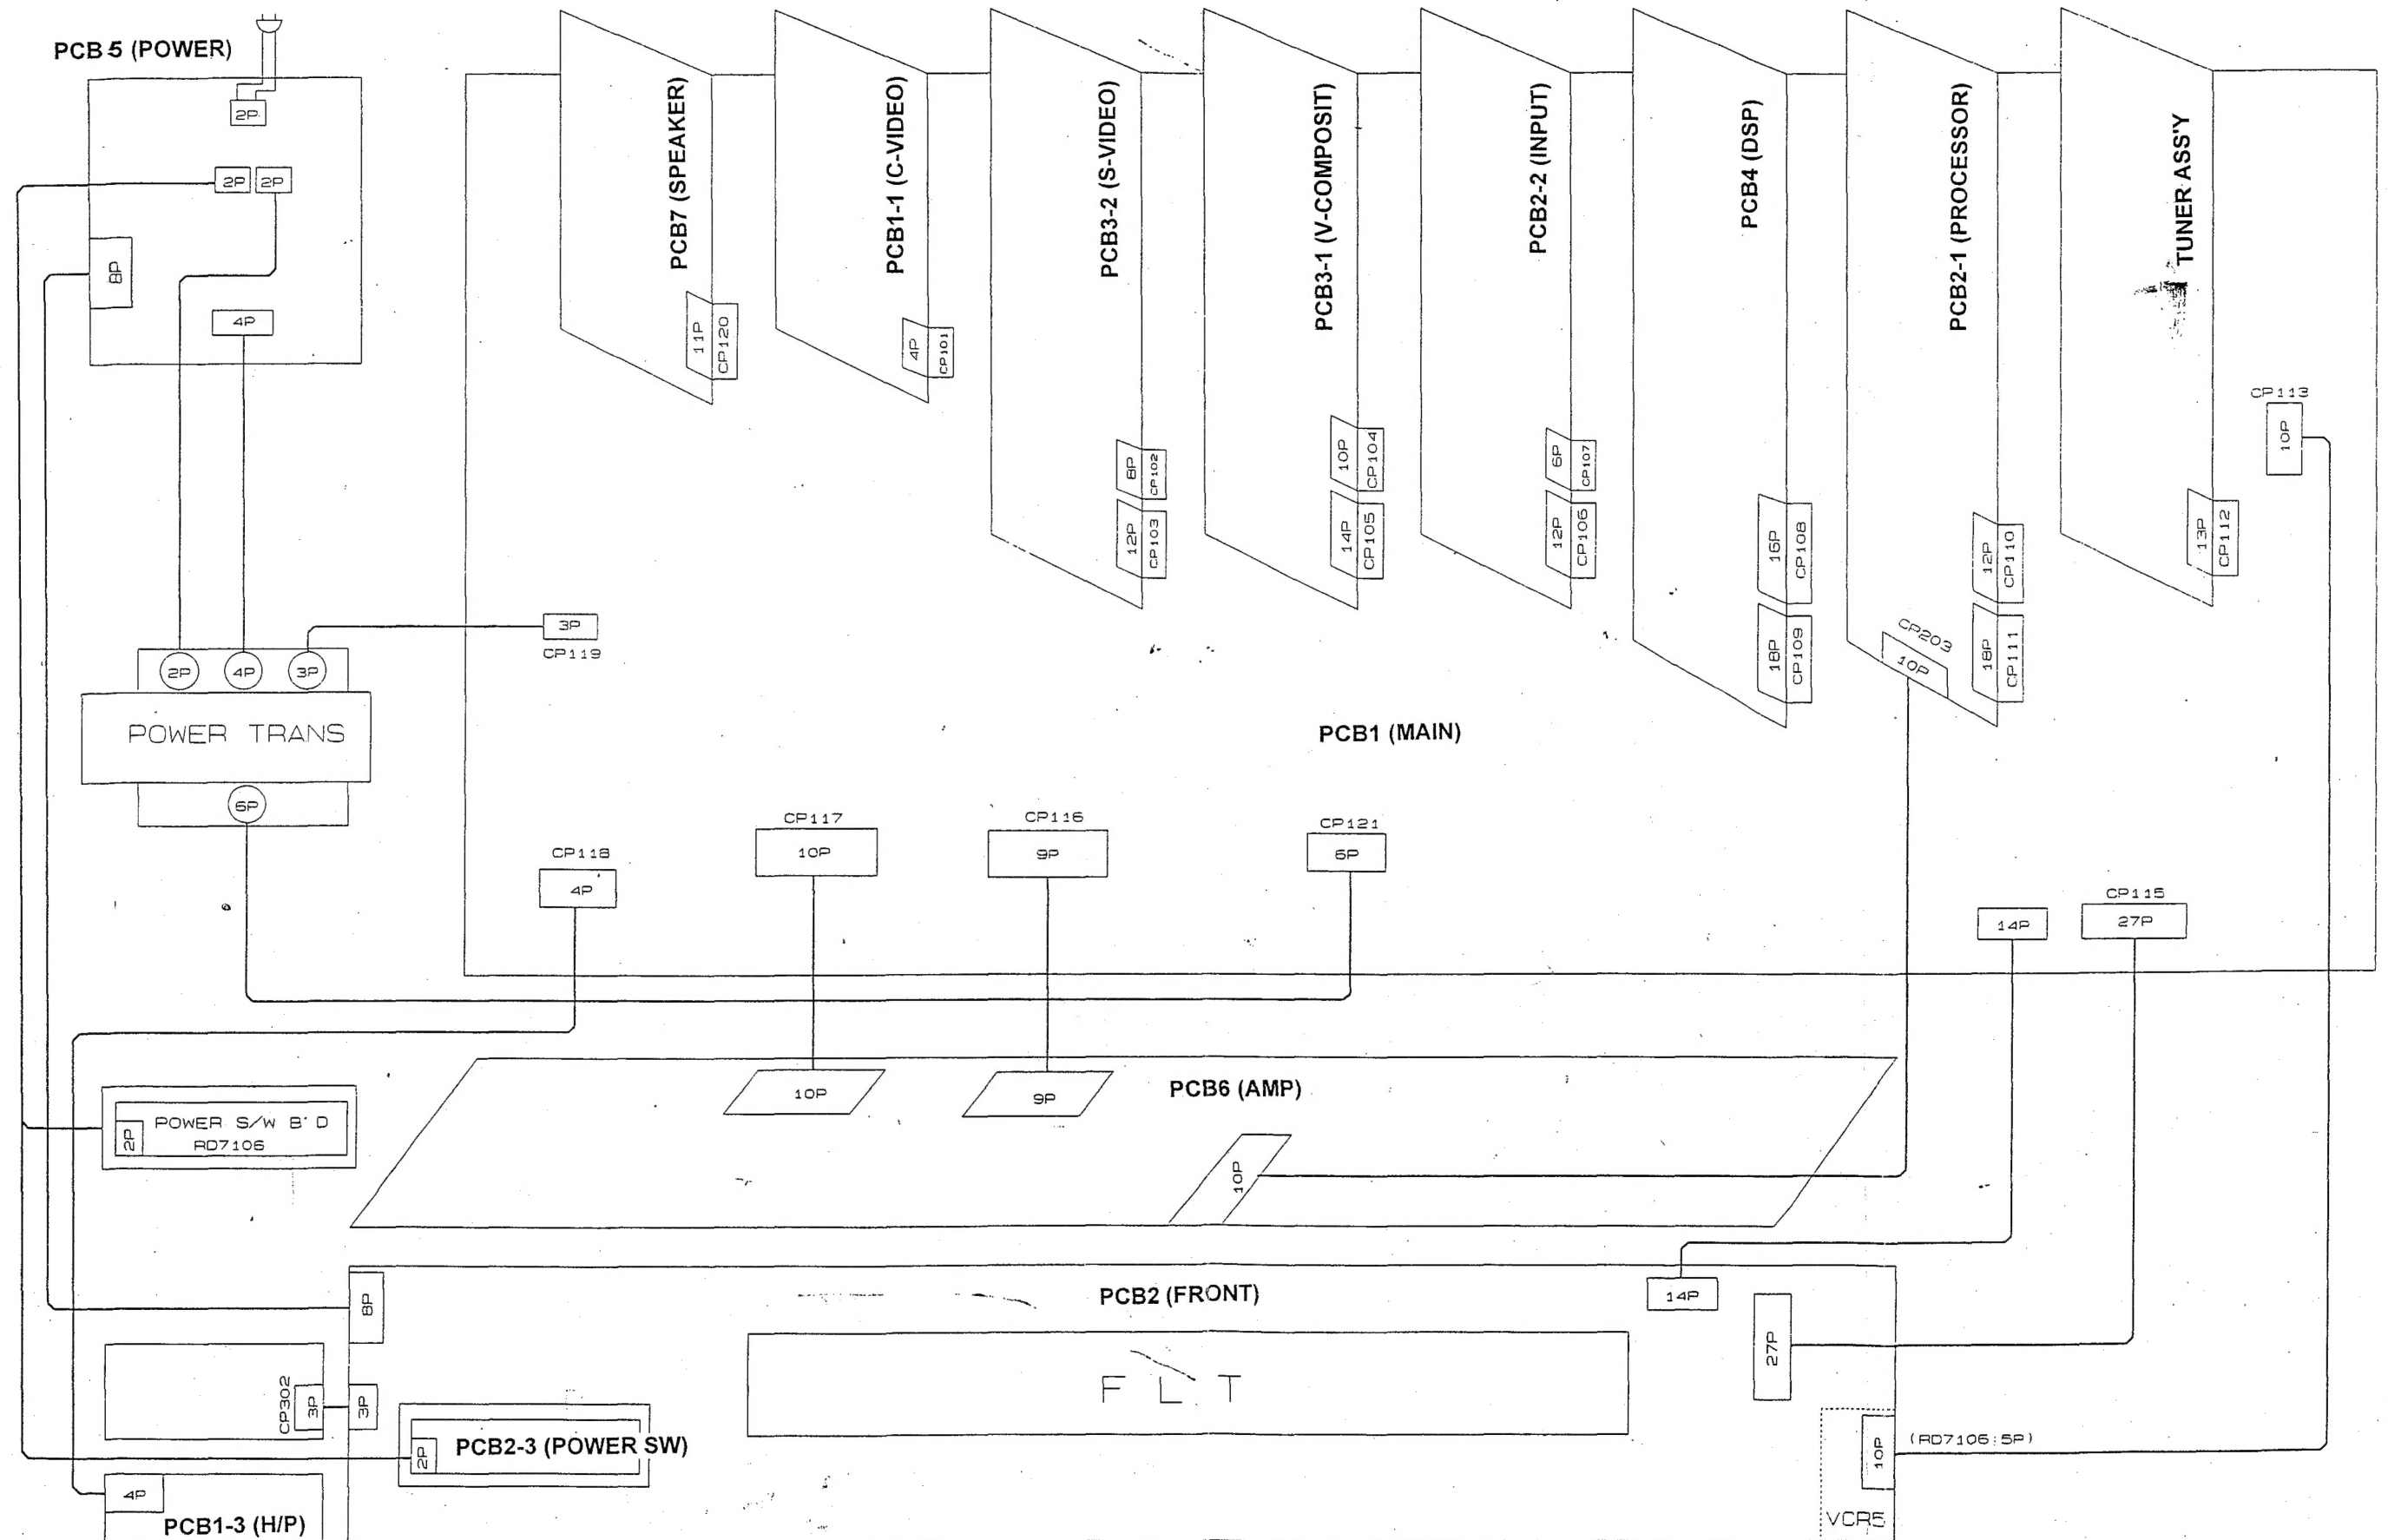 PCB 5 (POWER)
2P
2P
2P
8P
4P
PCB7 (SPEAKER)
11P
CP120
PCB1-1 (C-VIDEO)
4P
CP101
PCB3-2 (S-VIDEO)
8P
CP102
12P
CP103
PCB3-1 (V-COMPOSIT)
10P
CP104
14P
CP105
PCB2-2 (INPUT)
6P
CP107
12P
CP106
PCB4 (DSP)
16P
CP108
18P
CP109
PCB2-1 (PROCESSOR)
12P
CP110
18P
CP111
CP203
10P
TUNER ASS'Y
13P
CP112
CP113
10P
3P
CP119
2P
4P
3P
POWER TRANS
6P
PCB1 (MAIN)
CP118
4P
CP117
10P
CP116
9P
CP121
6P
14P
CP115
27P
POWER S/W B'D
RD7106
2P
10P
9P
PCB6 (AMP)
10P
8P
PCB2 (FRONT)
14P
27P
FLT
CP302
3P
3P
2P
PCB2-3 (POWER SW)
10P
(RD7106:5P)
VCR5
4P
PCB1-3 (H/P)